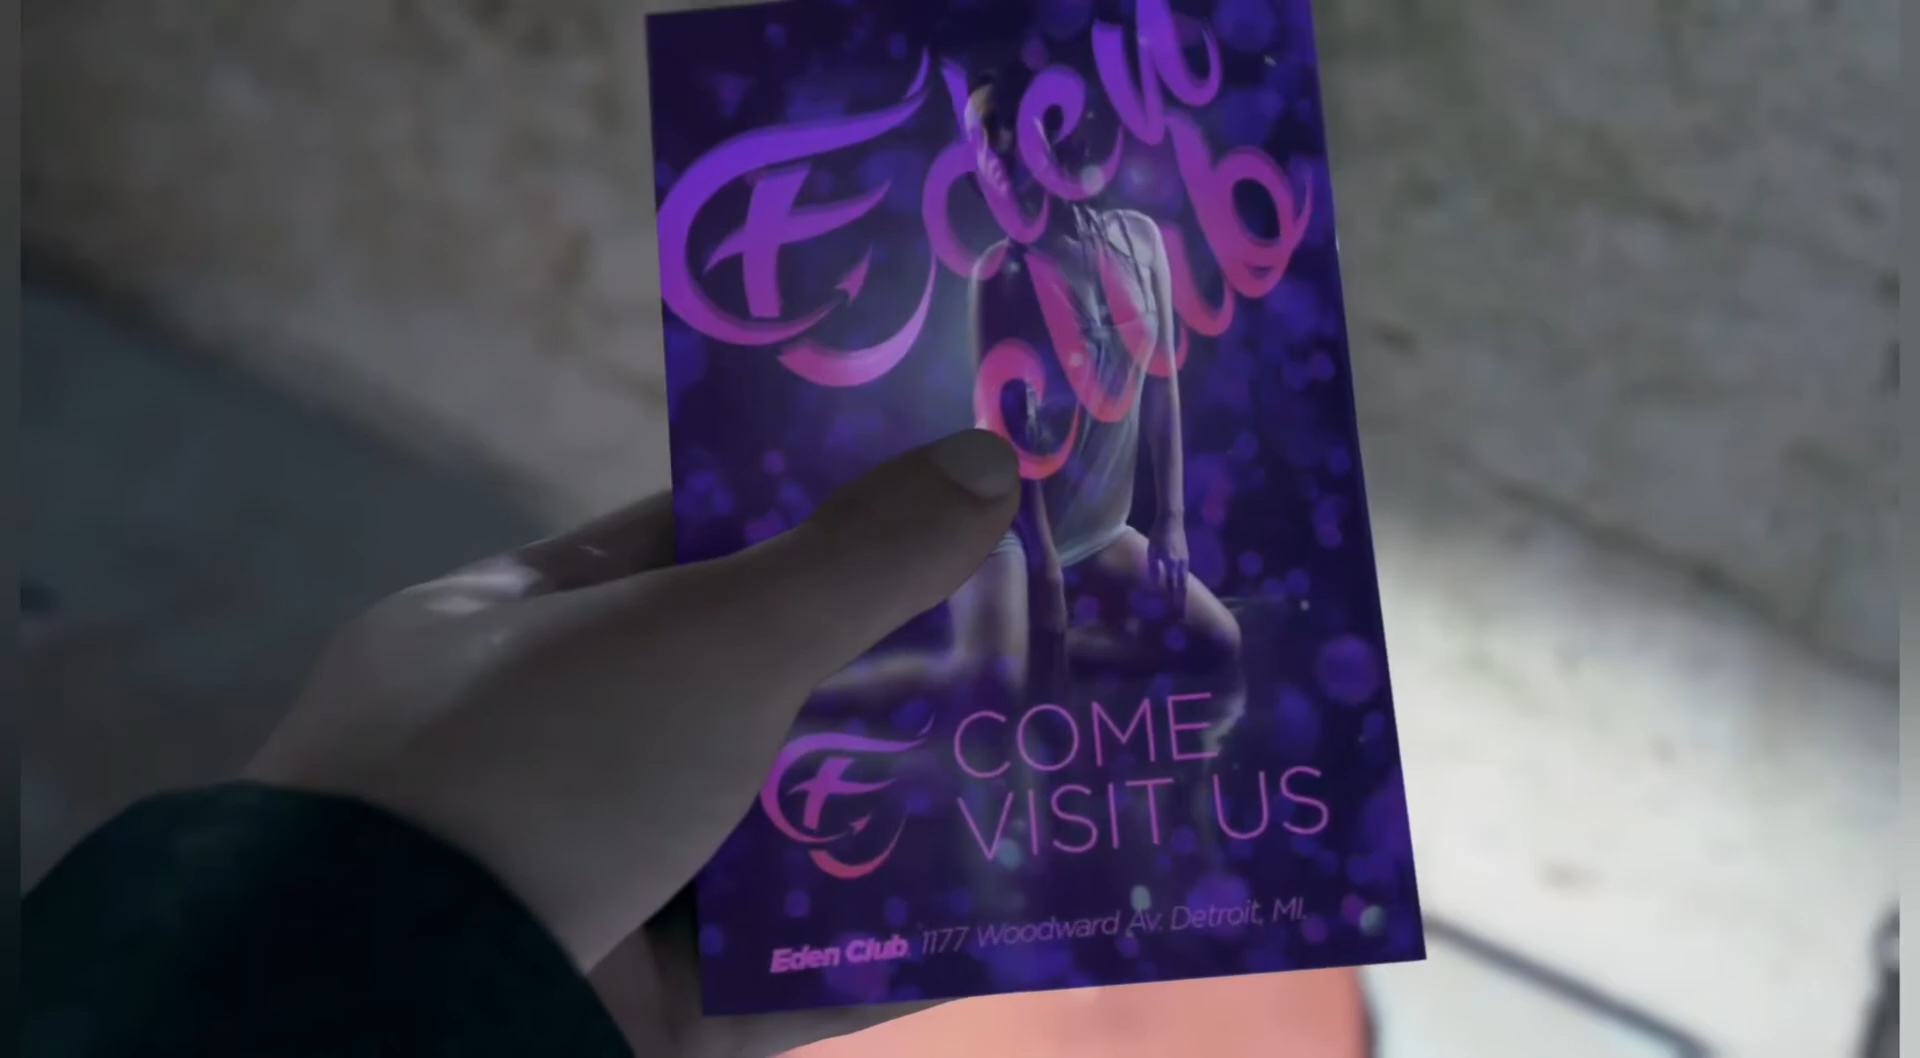 Eden
club
COME
VISIT US
Eden Club 1177 Woodward Av. Detroit, MI.